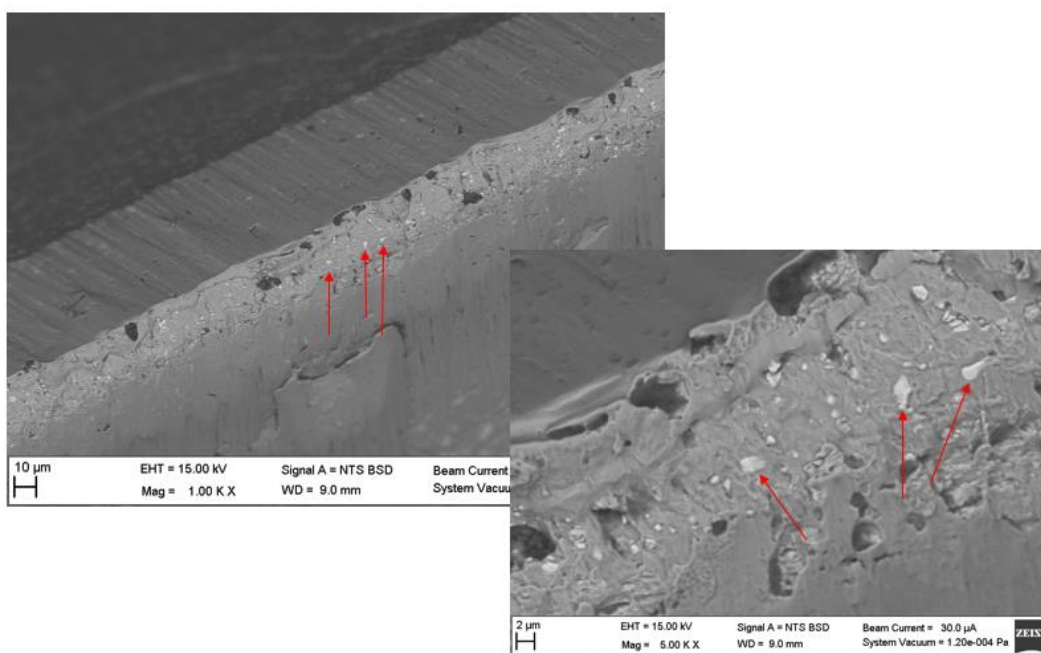 10 µm
EHT = 15.00 kV
Signal A = NTS BSD
Beam Current
Mag = 1.00 K X
WD = 9.0 mm
System Vacuu
2 µm
EHT = 15.00 kV
Signal A = NTS BSD
Beam Current = 30.0 µA
ZEISS
Mag = 5.00 K X
WD = 9.0 mm
System Vacuum = 1.20e-004 Pa